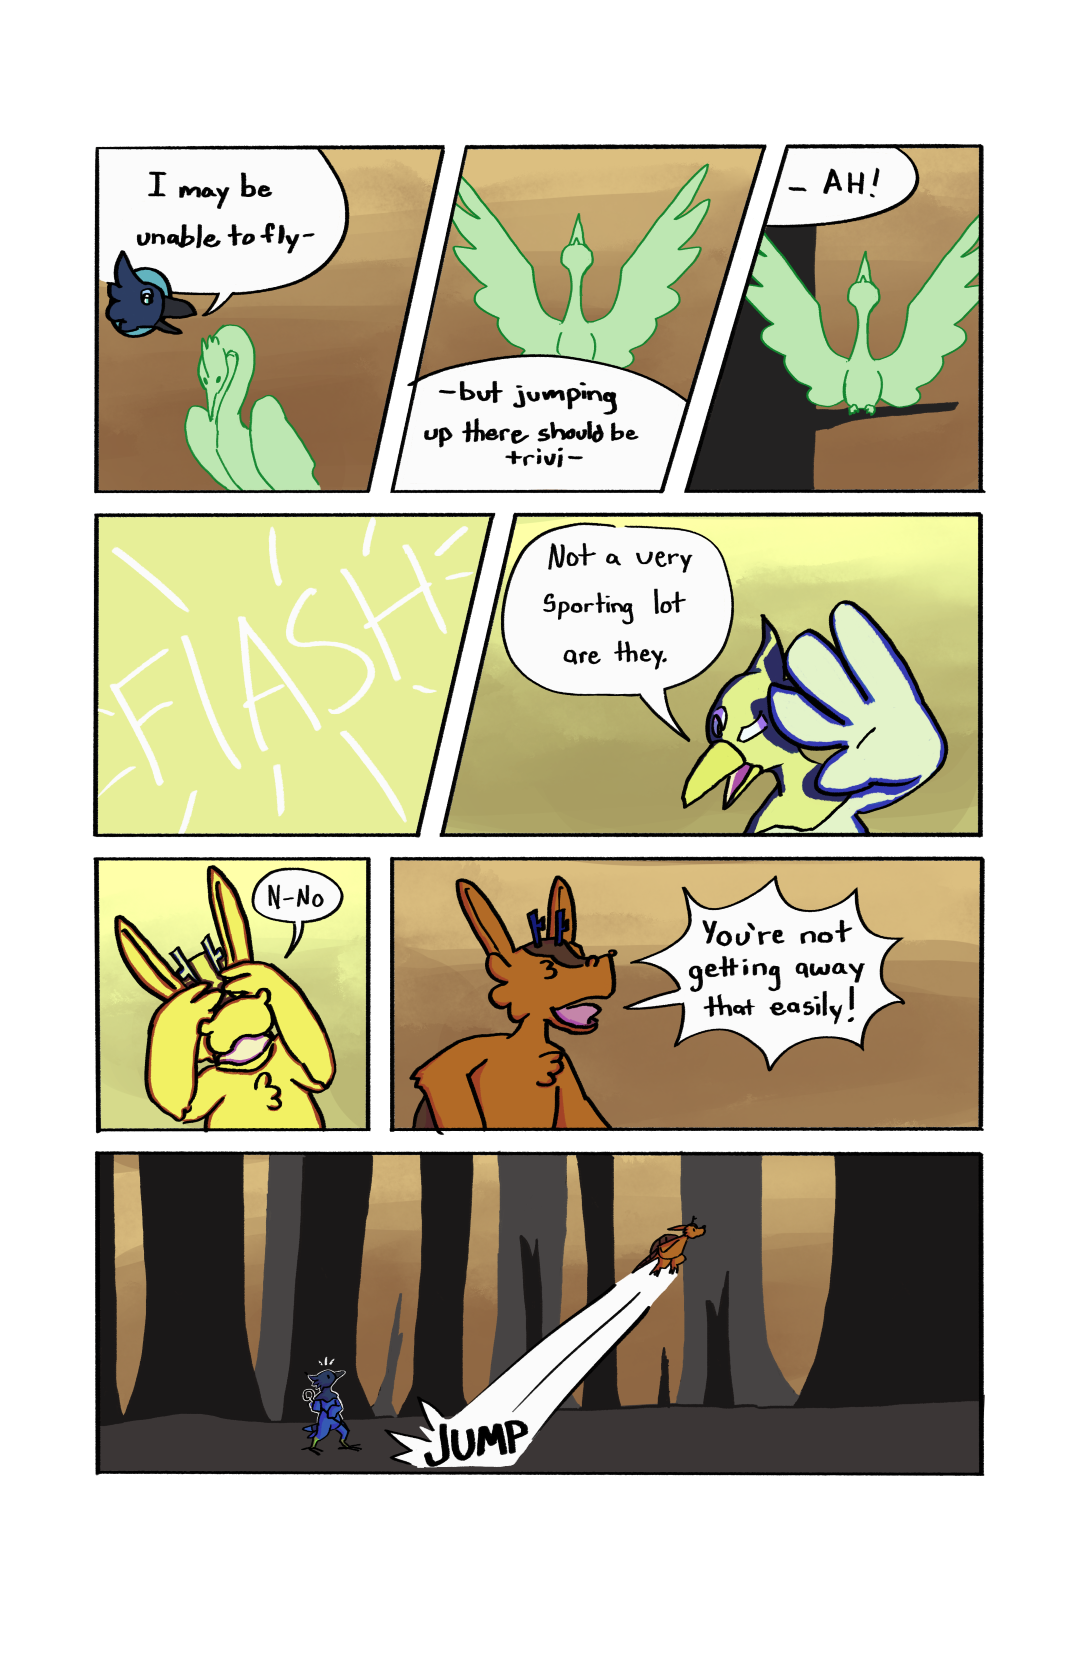 I may be
unable to fly-
-but jumping
up there should be
trivi-
- AH!
FlASH
Not a very
Sporting lot
are they.
N-No
You're not
getting away
that easily!
JUMP